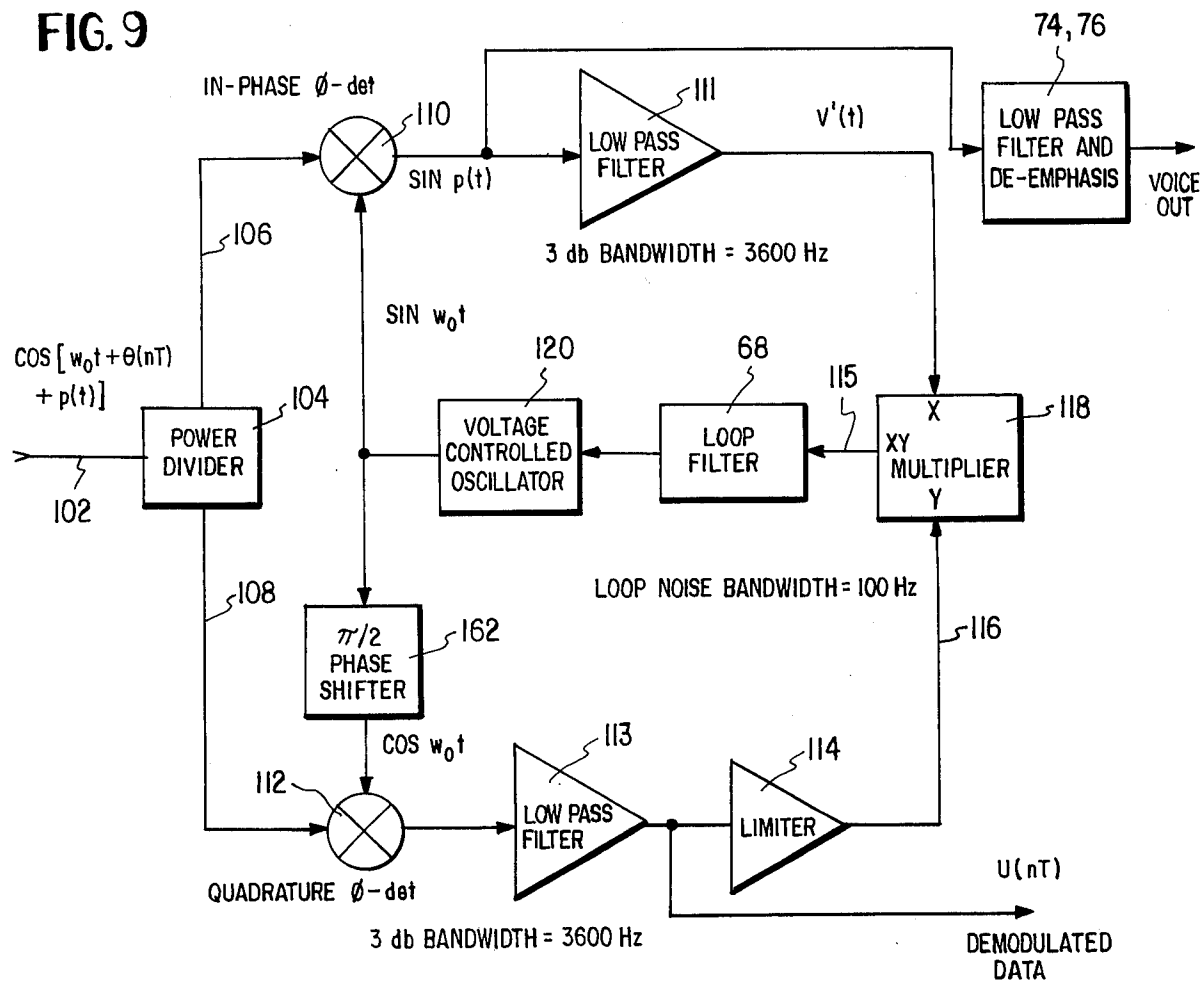 FIG. 9
74, 76
IN-PHASE Ø-det
110
111
LOW PASS
FILTER
V'(t)
LOW PASS
FILTER AND
DE-EMPHASIS
VOICE
OUT
SIN p(t)
106
3 db BANDWIDTH = 3600 Hz
SIN w₀t
COS [w₀t + θ(nT)
+ p(t)]
104
120
68
115
118
POWER
DIVIDER
VOLTAGE
CONTROLLED
OSCILLATOR
LOOP
FILTER
X
XY
MULTIPLIER
Y
102
108
LOOP NOISE BANDWIDTH = 100 Hz
π/2
PHASE
SHIFTER
162
116
COS w₀t
113
114
112
LOW PASS
FILTER
LIMITER
QUADRATURE Ø-det
U(nT)
3 db BANDWIDTH = 3600 Hz
DEMODULATED
DATA